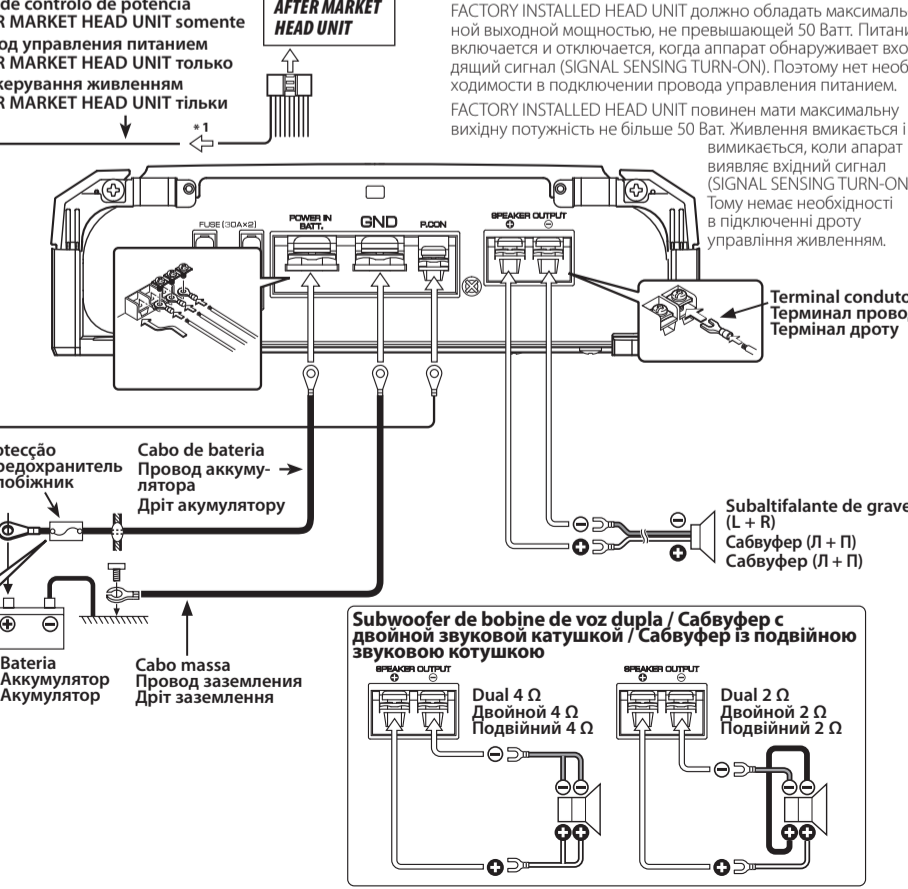 de controlo de potência
R MARKET HEAD UNIT somente
од управления питанием
R MARKET HEAD UNIT только
керування живленням
R MARKET HEAD UNIT тільки
AFTER MARKET
HEAD UNIT
*1
FACTORY INSTALLED HEAD UNIT должно обладать максималь-
ной выходной мощностью, не превышающей 50 Ватт. Питани
включается и отключается, когда аппарат обнаруживает вхо-
дящий сигнал (SIGNAL SENSING TURN-ON). Поэтому нет необ-
ходимости в подключении провода управления питанием.
FACTORY INSTALLED HEAD UNIT повинен мати максимальну
вихідну потужність не більше 50 Ват. Живлення вмикається і
вимикається, коли апарат
виявляє вхідний сигнал
(SIGNAL SENSING TURN-ON
Тому немає необхідності
в підключенні дроту
управління живленням.
FUSE (30A×2)
POWER IN
BATT.
GND
P.CON
SPEAKER OUTPUT
⊕ ⊖
Terminal conduto
Терминал провод
Термінал дроту
otecção
редохранитель
побіжник
Cabo de bateria
Провод аккуму-
лятора
Дріт акумулятору
Subaltifalante de grave
(L + R)
Сабвуфер (Л + П)
Сабвуфер (Л + П)
⊖ ⊖
⊕ ⊕
⊕ ⊖
Bateria
Аккумулятор
Акумулятор
Cabo massa
Провод заземления
Дріт заземлення
Subwoofer de bobine de voz dupla / Сабвуфер с
двойной звуковой катушкой / Сабвуфер із подвійною
звуковою котушкою
SPEAKER OUTPUT
⊕ ⊖
Dual 4 Ω
Двойной 4 Ω
Подвійний 4 Ω
⊖ ⊖ ⊖
⊕ ⊕ ⊕
SPEAKER OUTPUT
⊕ ⊖
Dual 2 Ω
Двойной 2 Ω
Подвійний 2 Ω
⊖ ⊖ ⊖
⊕ ⊕ ⊕